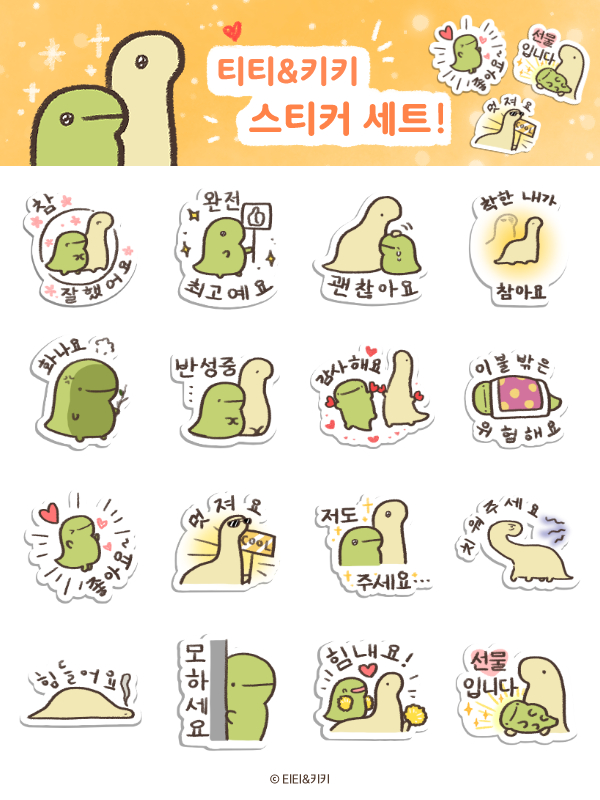 티티&키키
스티커 세트!
좋아요
선물
입니다
멋져요
COOL
참
잘했어요
완전
최고예요
괜찮아요
착한 내가
참아요
화나요
반성중
...
감사해요
이불 밖은
위험해요
좋아요
멋져요
COOL
저도
주세요...
치워주세요
힘들어요
모하세요
힘내요!
선물
입니다
© 티티&키키